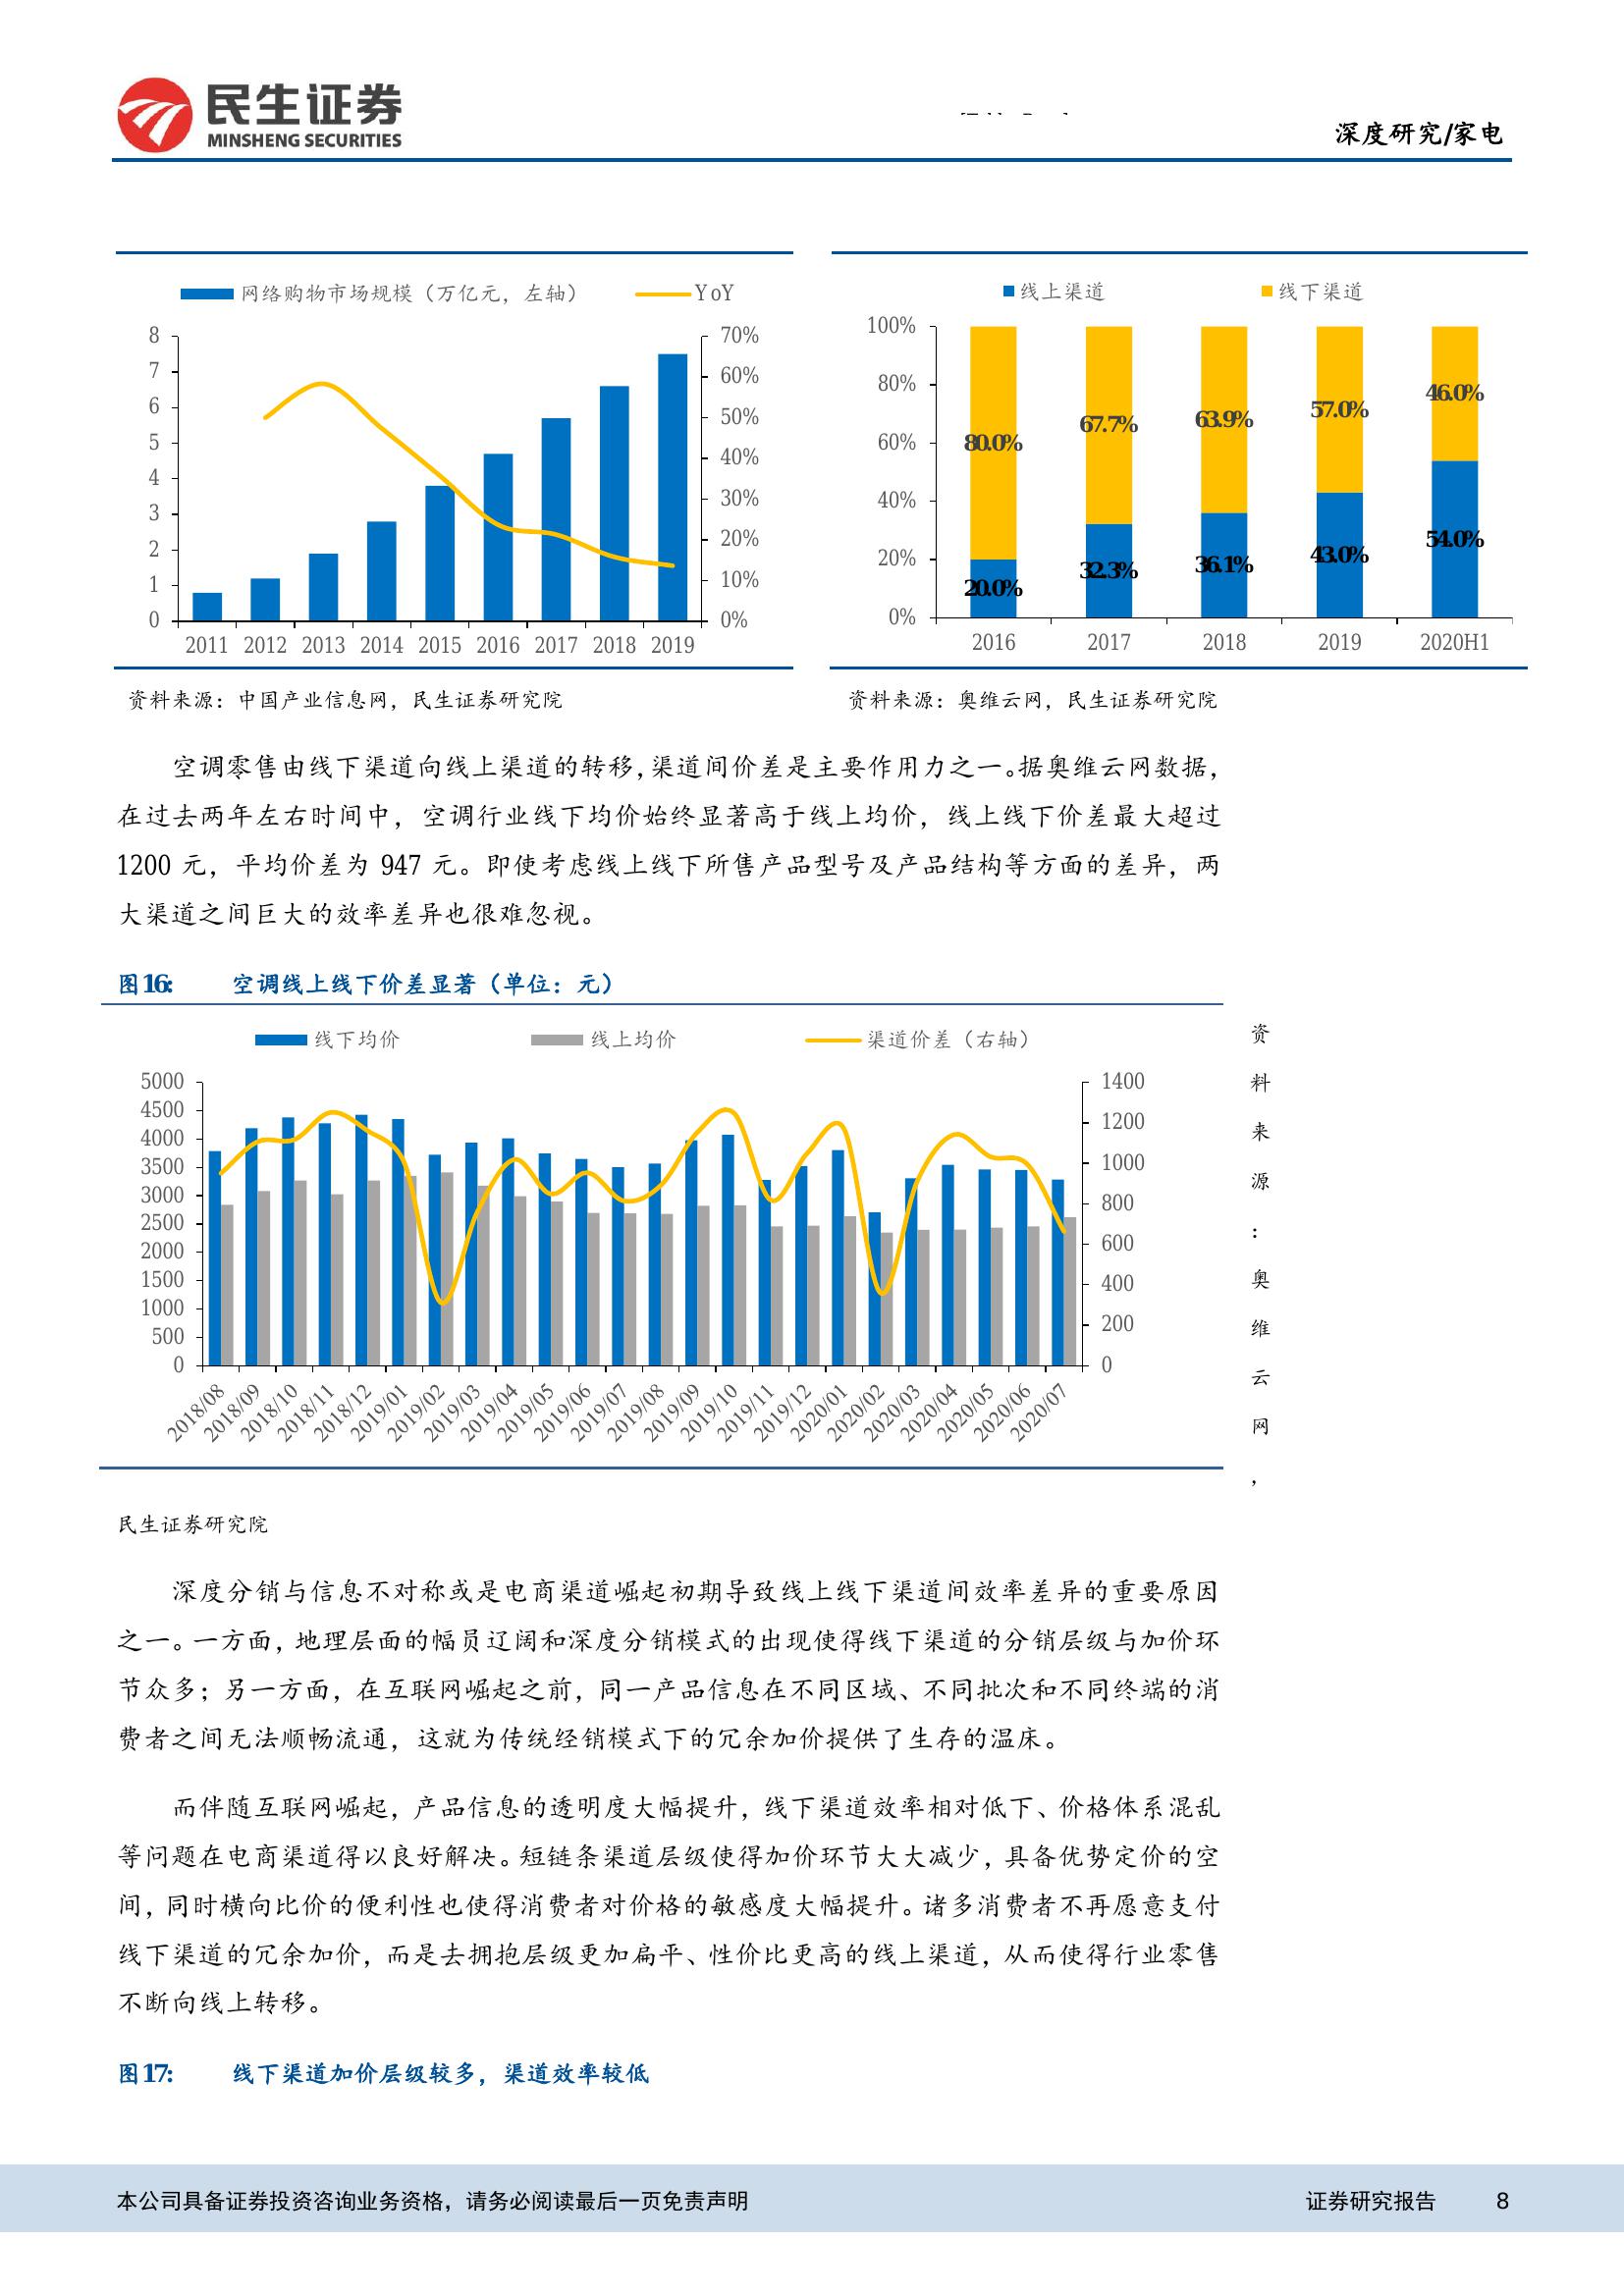 民生证券
MINSHENG SECURITIES
深度研究/家电
网络购物市场规模（万亿元，左轴） YoY
8 70%
7 60%
6 50%
5 40%
4 30%
3 20%
2 10%
1 0%
0
2011 2012 2013 2014 2015 2016 2017 2018 2019
线上渠道 线下渠道
100%
80%
60%
40%
20%
0%
80.0% 67.7% 63.9% 57.0% 46.0%
20.0% 32.3% 36.1% 43.0% 54.0%
2016 2017 2018 2019 2020H1
资料来源：中国产业信息网，民生证券研究院
资料来源：奥维云网，民生证券研究院
空调零售由线下渠道向线上渠道的转移，渠道间价差是主要作用力之一。据奥维云网数据，
在过去两年左右时间中，空调行业线下均价始终显著高于线上均价，线上线下价差最大超过
1200 元，平均价差为 947 元。即使考虑线上线下所售产品型号及产品结构等方面的差异，两
大渠道之间巨大的效率差异也很难忽视。
图16: 空调线上线下价差显著（单位：元）
线下均价 线上均价 渠道价差（右轴）
5000 1400
4500 1200
4000 1000
3500 800
3000 600
2500 400
2000 200
1500 0
1000
500
0
2018/08 2018/09 2018/10 2018/11 2018/12 2019/01 2019/02 2019/03 2019/04 2019/05 2019/06 2019/07 2019/08 2019/09 2019/10 2019/11 2019/12 2020/01 2020/02 2020/03 2020/04 2020/05 2020/06 2020/07
资
料
来
源
：
奥
维
云
网
，
民生证券研究院
深度分销与信息不对称或是电商渠道崛起初期导致线上线下渠道间效率差异的重要原因
之一。一方面，地理层面的幅员辽阔和深度分销模式的出现使得线下渠道的分销层级与加价环
节众多；另一方面，在互联网崛起之前，同一产品信息在不同区域、不同批次和不同终端的消
费者之间无法顺畅流通，这就为传统经销模式下的冗余加价提供了生存的温床。
而伴随互联网崛起，产品信息的透明度大幅提升，线下渠道效率相对低下、价格体系混乱
等问题在电商渠道得以良好解决。短链条渠道层级使得加价环节大大减少，具备优势定价的空
间，同时横向比价的便利性也使得消费者对价格的敏感度大幅提升。诸多消费者不再愿意支付
线下渠道的冗余加价，而是去拥抱层级更加扁平、性价比更高的线上渠道，从而使得行业零售
不断向线上转移。
图17: 线下渠道加价层级较多，渠道效率较低
本公司具备证券投资咨询业务资格，请务必阅读最后一页免责声明 证券研究报告 8